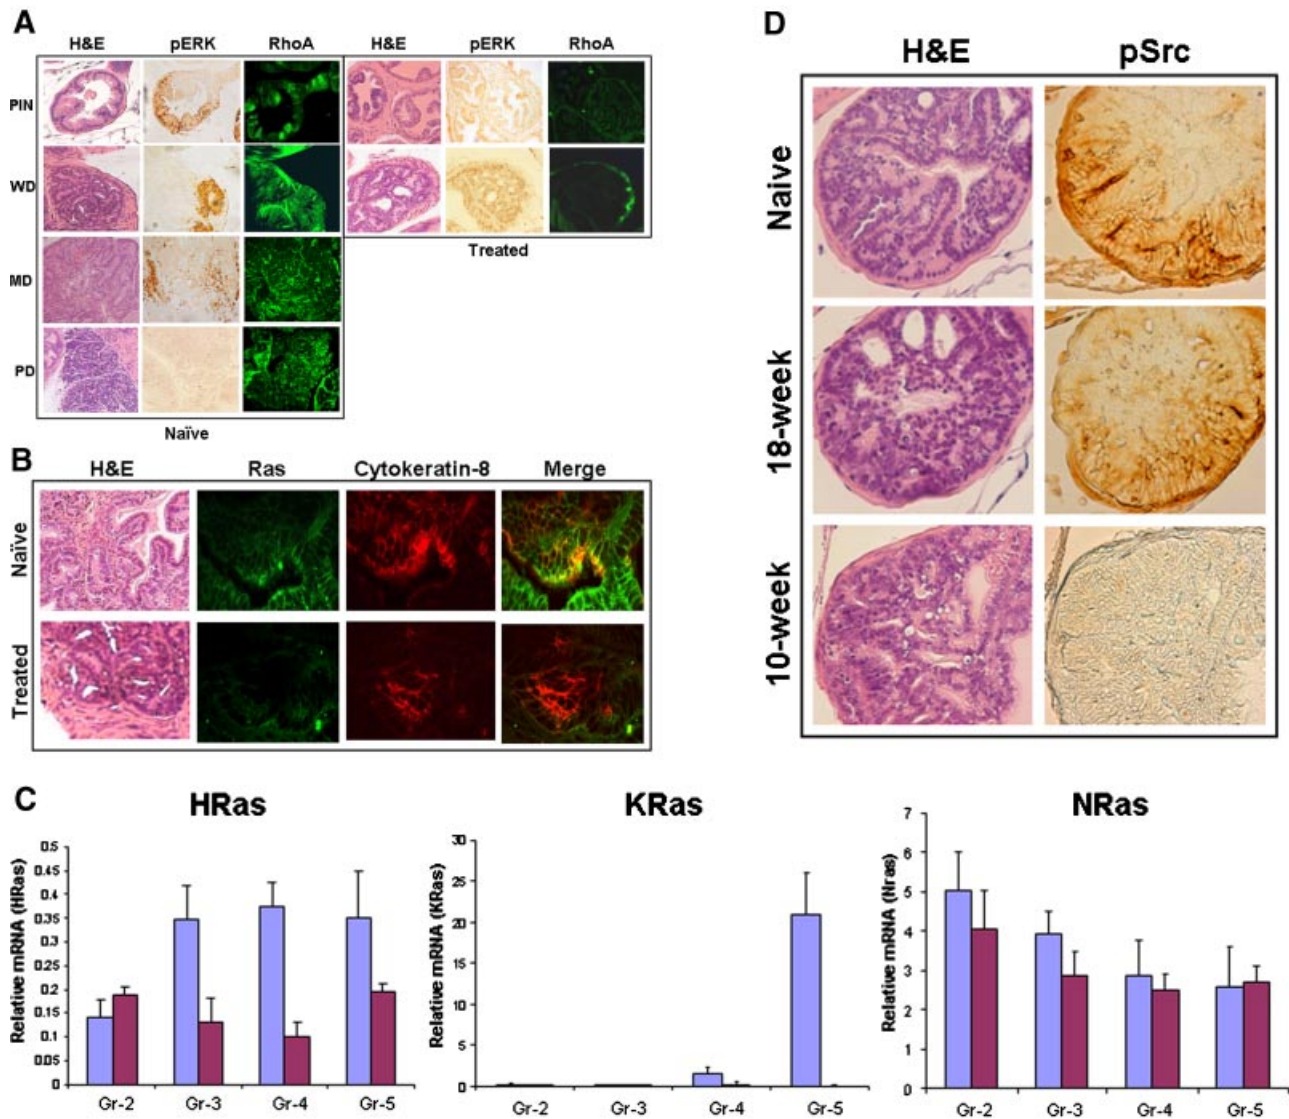 A
H&E pERK RhoA H&E pERK RhoA
PIN
WD
Treated
MD
PD
Naïve
B
H&E Ras Cytokeratin-8 Merge
Naïve
Treated
D
H&E pSrc
Naive
18-week
10-week
C
HRas
Relative mRNA (HRas)
0.5
0.45
0.4
0.35
0.3
0.25
0.2
0.15
0.1
0.05
0
Gr-2 Gr-3 Gr-4 Gr-5
KRas
Relative mRNA (KRas)
30
25
20
15
10
5
0
Gr-2 Gr-3 Gr-4 Gr-5
NRas
Relative mRNA (Nras)
7
6
5
4
3
2
1
0
Gr-2 Gr-3 Gr-4 Gr-5